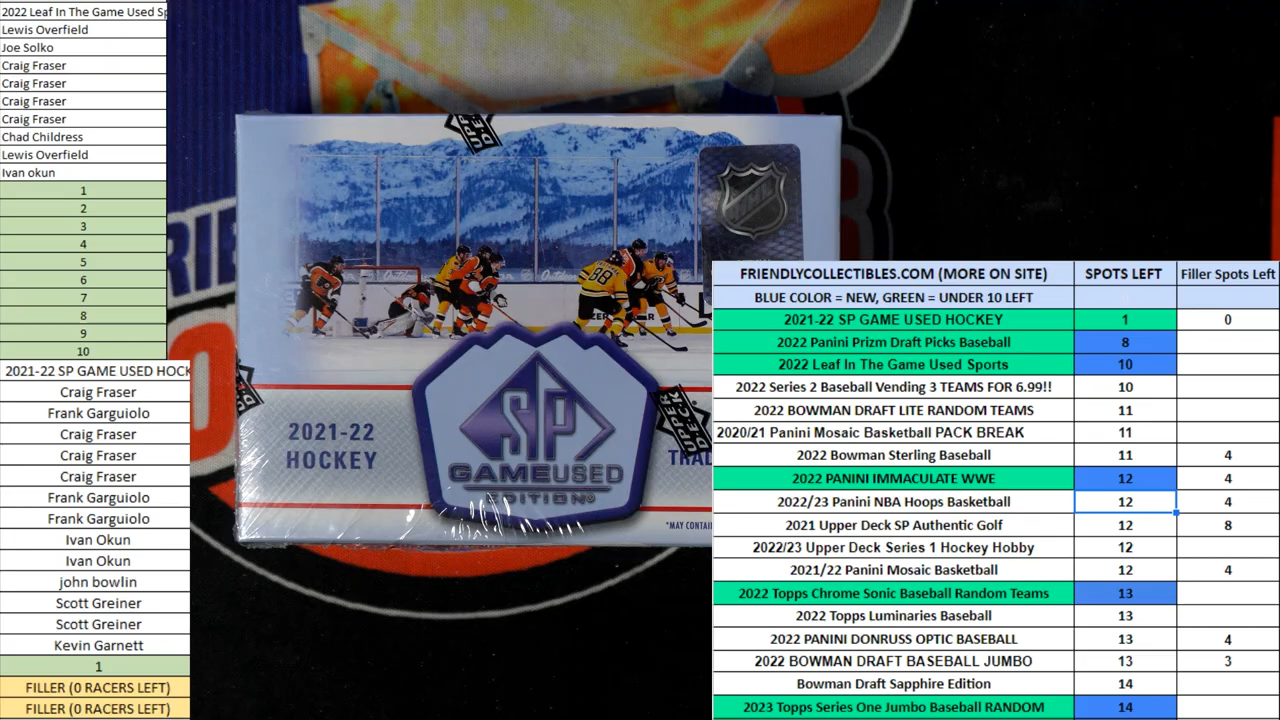 2022 Leaf In The Game Used Sp
Lewis Overfield
Joe Solko
Craig Fraser
Craig Fraser
Craig Fraser
Craig Fraser
Chad Childress
Lewis Overfield
Ivan okun
1
2
3
4
5
6
7
8
9
10
2021-22 SP GAME USED HOCK
Craig Fraser
Frank Garguiolo
Craig Fraser
Craig Fraser
Craig Fraser
Frank Garguiolo
Frank Garguiolo
Ivan Okun
Ivan Okun
john bowlin
Scott Greiner
Scott Greiner
Kevin Garnett
1
FILLER (0 RACERS LEFT)
FILLER (0 RACERS LEFT)
UPPER DECK
NHL
88
2021-22
HOCKEY
SP
GAMEUSED
EDITION
UPPER DECK
TRAD
*MAY CONTAI
FRIENDLYCOLLECTIBLES.COM (MORE ON SITE) SPOTS LEFT Filler Spots Left
BLUE COLOR = NEW, GREEN = UNDER 10 LEFT
2021-22 SP GAME USED HOCKEY 1 0
2022 Panini Prizm Draft Picks Baseball 8
2022 Leaf In The Game Used Sports 10
2022 Series 2 Baseball Vending 3 TEAMS FOR 6.99!! 10
2022 BOWMAN DRAFT LITE RANDOM TEAMS 11
2020/21 Panini Mosaic Basketball PACK BREAK 11
2022 Bowman Sterling Baseball 11 4
2022 PANINI IMMACULATE WWE 12 4
2022/23 Panini NBA Hoops Basketball 12 4
2021 Upper Deck SP Authentic Golf 12 8
2022/23 Upper Deck Series 1 Hockey Hobby 12
2021/22 Panini Mosaic Basketball 12 4
2022 Topps Chrome Sonic Baseball Random Teams 13
2022 Topps Luminaries Baseball 13
2022 PANINI DONRUSS OPTIC BASEBALL 13 4
2022 BOWMAN DRAFT BASEBALL JUMBO 13 3
Bowman Draft Sapphire Edition 14
2023 Topps Series One Jumbo Baseball RANDOM 14